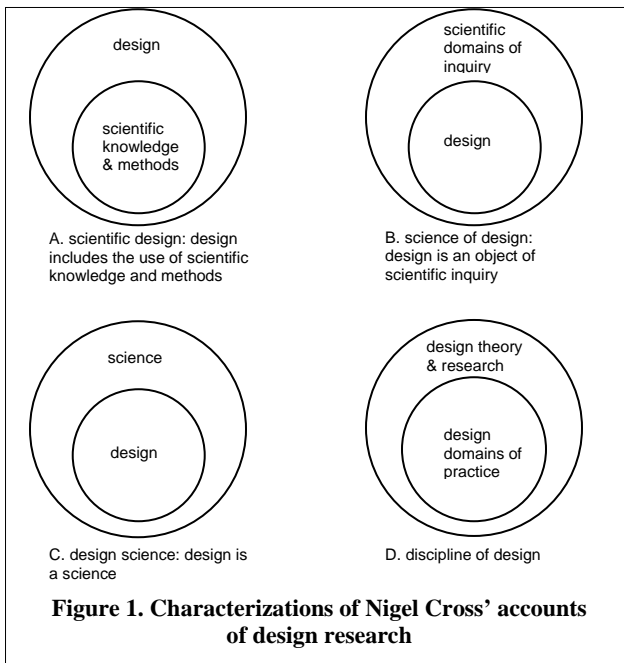 design
scientific
knowledge
& methods
A. scientific design: design
includes the use of scientific
knowledge and methods
scientific
domains of
inquiry
design
B. science of design:
design is an object of
scientific inquiry
science
design
C. design science: design is
a science
design theory
& research
design
domains of
practice
D. discipline of design
Figure 1. Characterizations of Nigel Cross’ accounts
of design research